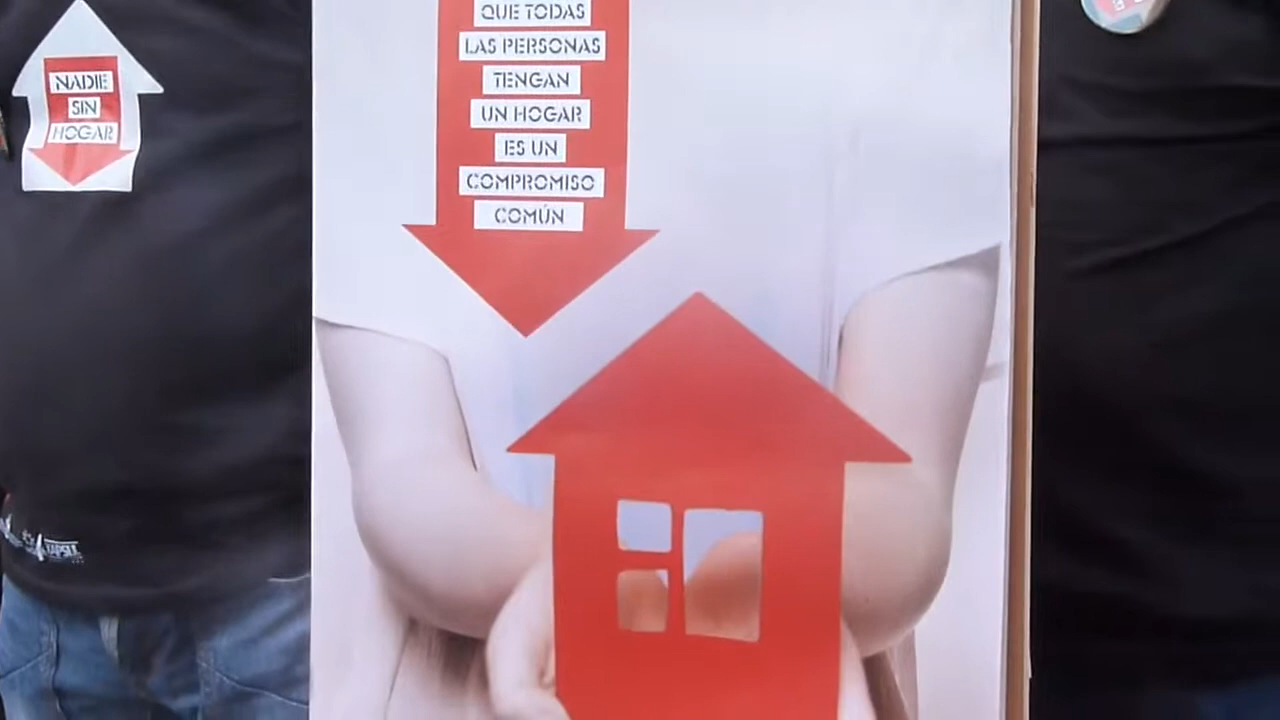 NADIE
SIN
HOGAR
QUE TODAS
LAS PERSONAS
TENGAN
UN HOGAR
ES UN
COMPROMISO
COMÚN